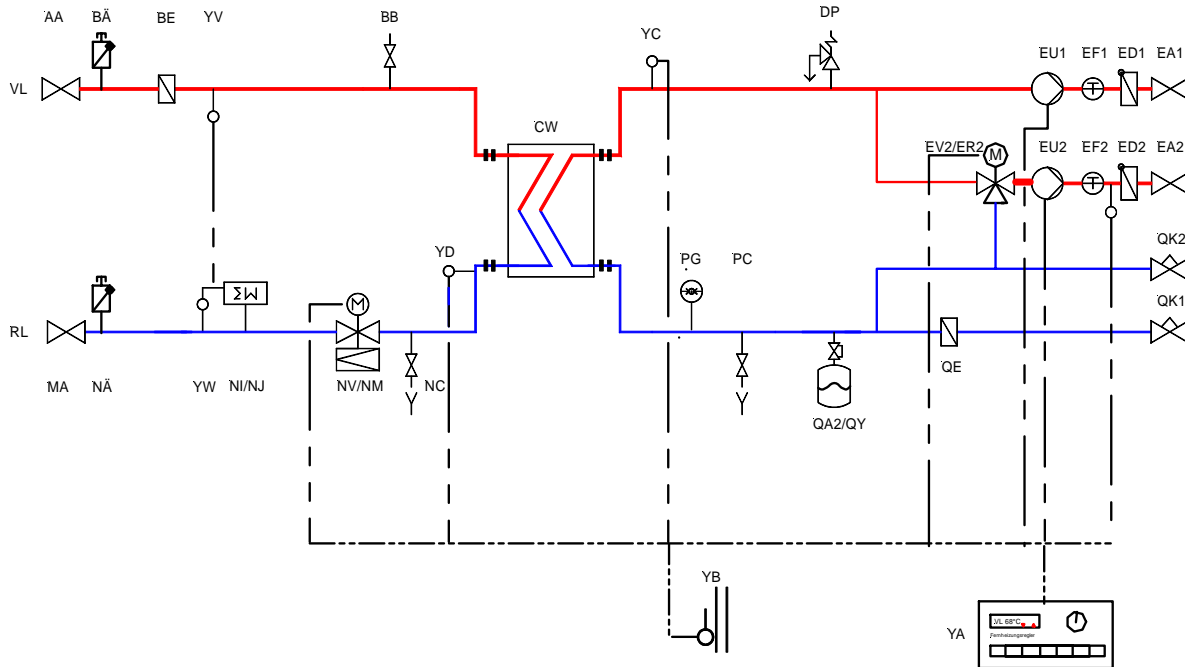 AA BÄ BE YV BB YC DP EU1 EF1 ED1 EA1
VL
CW
EV2/ER2 M EU2 EF2 ED2 EA2
YD PG PC QK2
ΣW M QK1
RL
QE
MA NÄ YW NI/NJ NV/NM NC
QA2/QY
YB
YA
VL 68°C
Fernheizungsregler